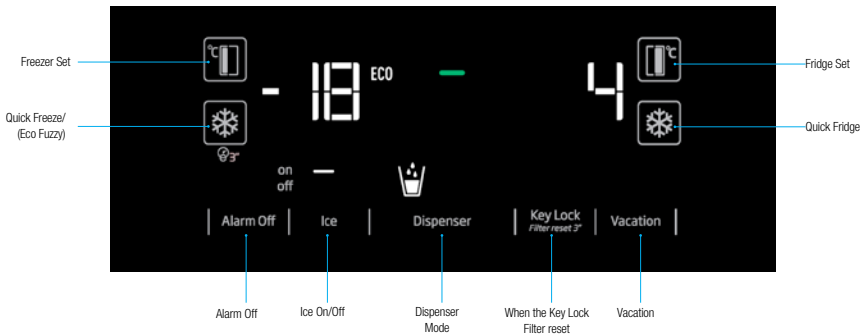 Freezer Set
Quick Freeze/
(Eco Fuzzy)
°C
-18
ECO
4
°C
Fridge Set
Quick Fridge
3"
on
off
Alarm Off
Ice
Dispenser
Key Lock
Filter reset 3"
Vacation
Alarm Off
Ice On/Off
Dispenser
Mode
When the Key Lock
Filter reset
Vacation